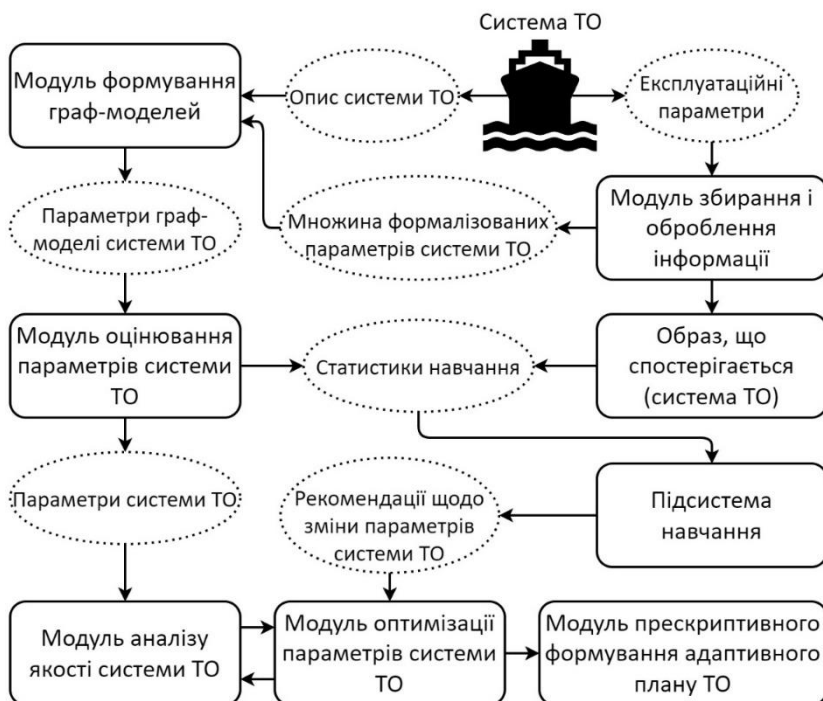 Система ТО
Модуль формування
граф-моделей
Опис системи ТО
Експлуатаційні
параметри
Параметри граф-
моделі системи ТО
Множина формалізованих
параметрів системи ТО
Модуль збирання і
оброблення
інформації
Модуль оцінювання
параметрів системи
ТО
Статистики навчання
Образ, що
спостерігається
(система ТО)
Параметри системи ТО
Рекомендації щодо
зміни параметрів
системи ТО
Підсистема
навчання
Модуль аналізу
якості системи ТО
Модуль оптимізації
параметрів системи
ТО
Модуль прескриптивного
формування адаптивного
плану ТО